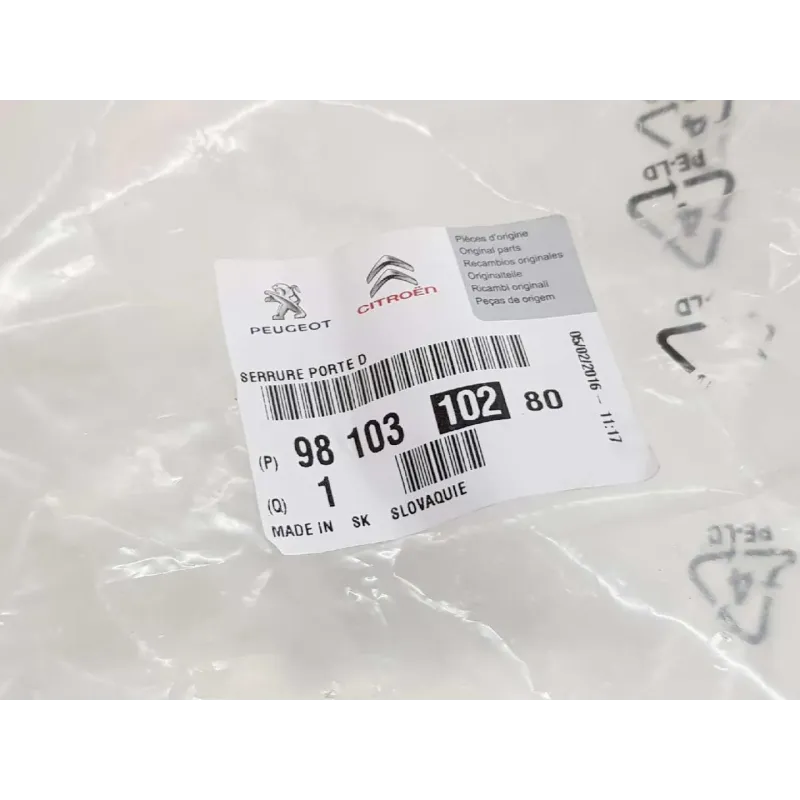 PEUGEOT
CITROËN
Pièces d'origine
Original parts
Recambios originales
Originalteile
Ricambi originali
Peças de origem
SERRURE PORTE D
(P) 98 103 102 80
(Q) 1
MADE IN SK SLOVAQUIE
05/02/2016 - 11:17
4
PE-LD
4
PE-LD